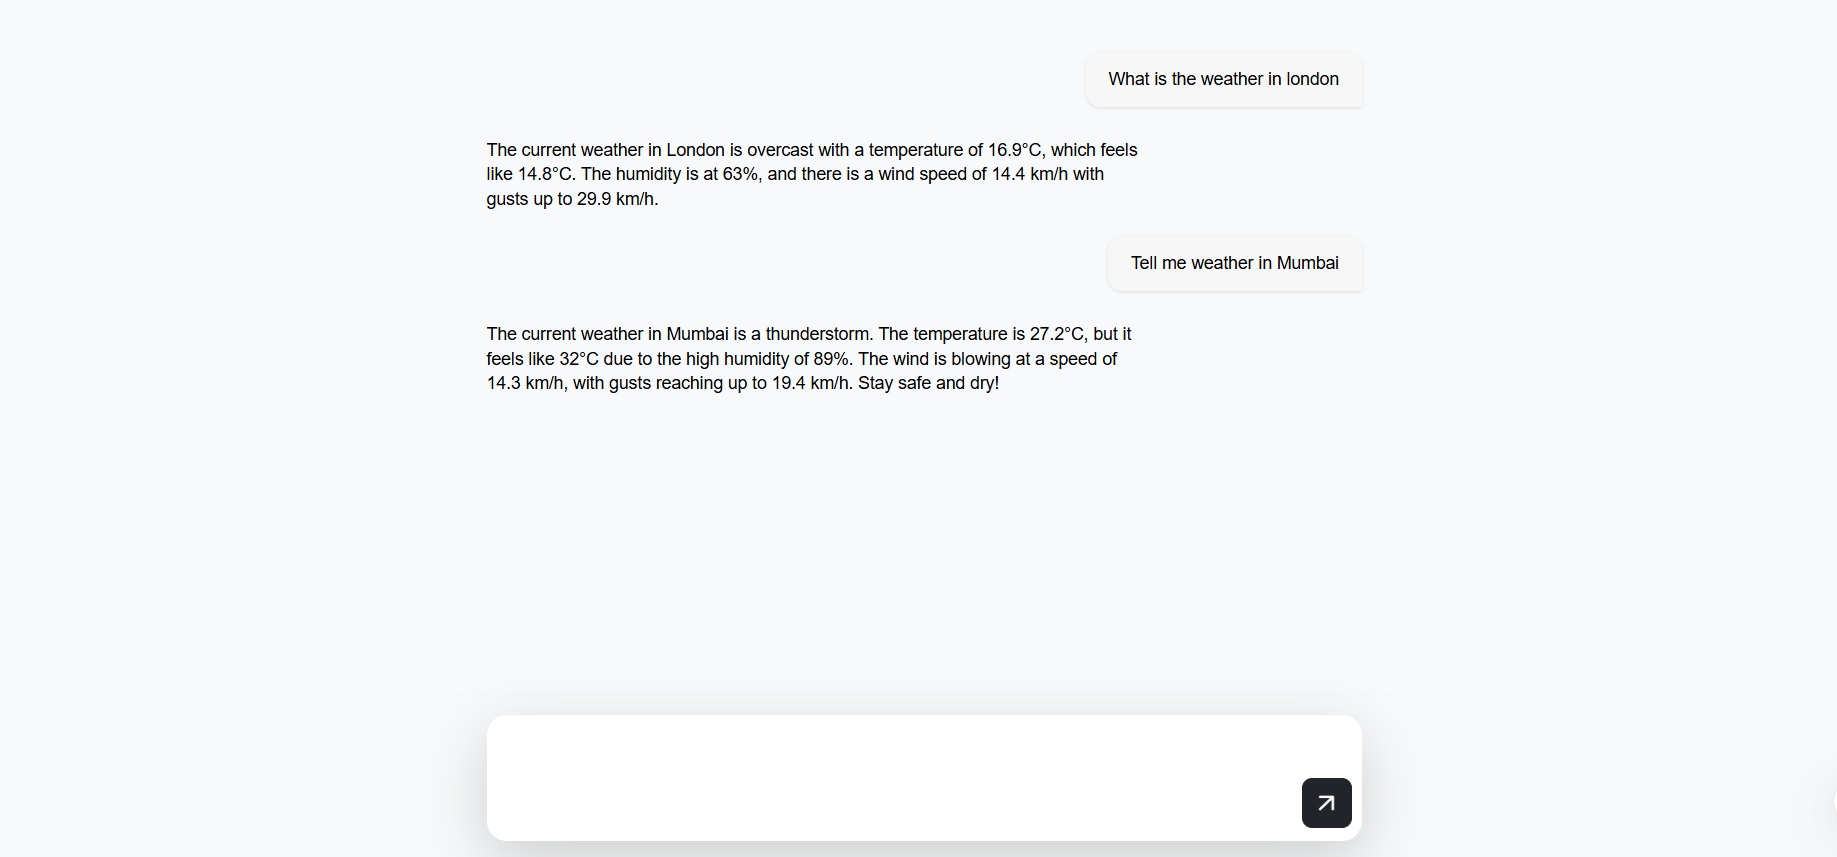 What is the weather in london
The current weather in London is overcast with a temperature of 16.9°C, which feels
like 14.8°C. The humidity is at 63%, and there is a wind speed of 14.4 km/h with
gusts up to 29.9 km/h.
Tell me weather in Mumbai
The current weather in Mumbai is a thunderstorm. The temperature is 27.2°C, but it
feels like 32°C due to the high humidity of 89%. The wind is blowing at a speed of
14.3 km/h, with gusts reaching up to 19.4 km/h. Stay safe and dry!